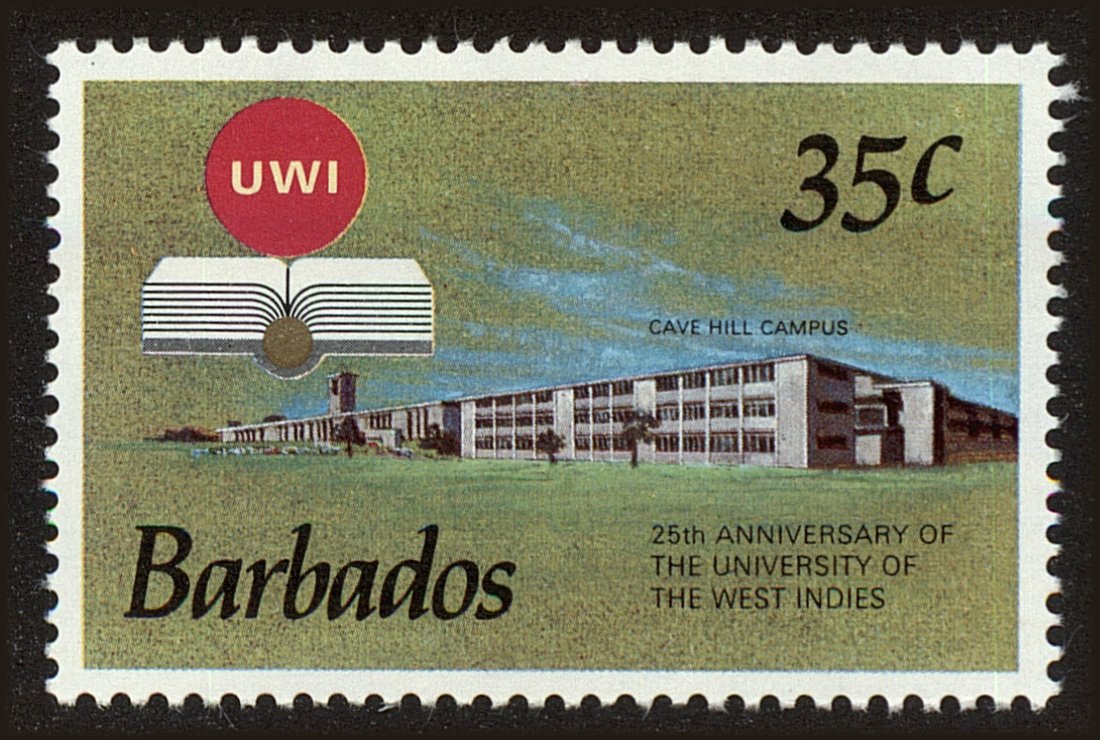 UWI
35c
CAVE HILL CAMPUS
Barbados
25th ANNIVERSARY OF
THE UNIVERSITY OF
THE WEST INDIES